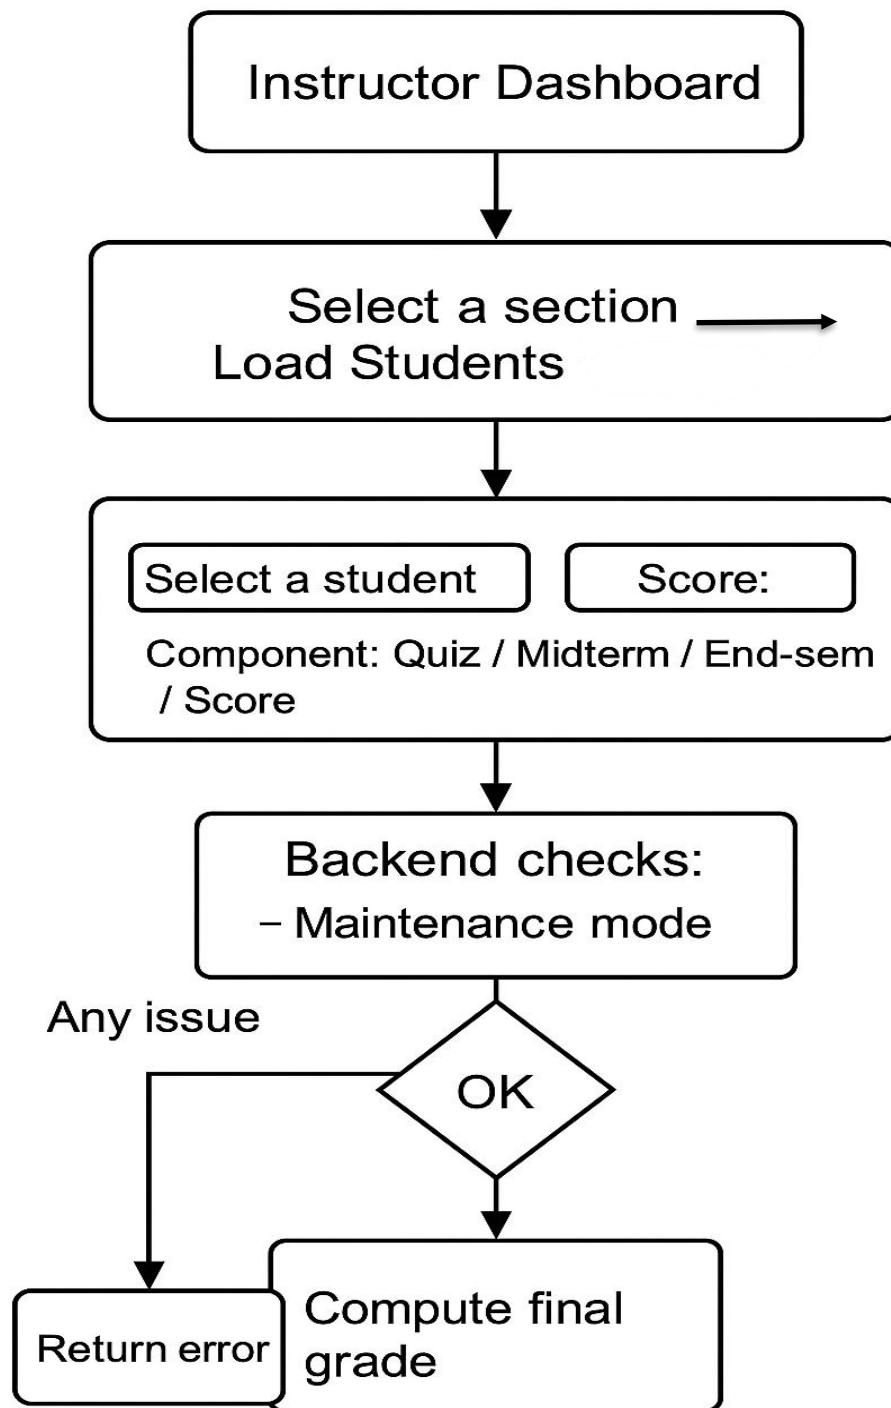 Instructor Dashboard
Select a section
Load Students
Select a student
Score:
Component: Quiz / Midterm / End-sem
/ Score
Backend checks:
– Maintenance mode
Any issue
OK
Return error
Compute final
grade